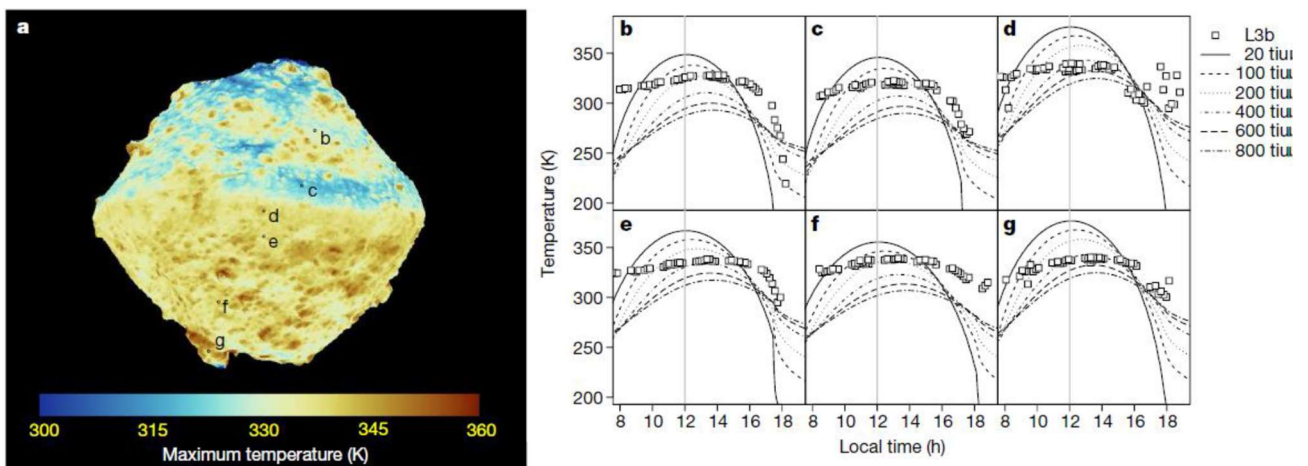 a
b
c
d
e
f
g
300 315 330 345 360
Maximum temperature (K)
b c d
e f g
350
300
250
200
350
300
250
200
Temperature (K)
8 10 12 14 16 18 8 10 12 14 16 18 8 10 12 14 16 18
Local time (h)
L3b
20 tiu
100 tiu
200 tiu
400 tiu
600 tiu
800 tiu